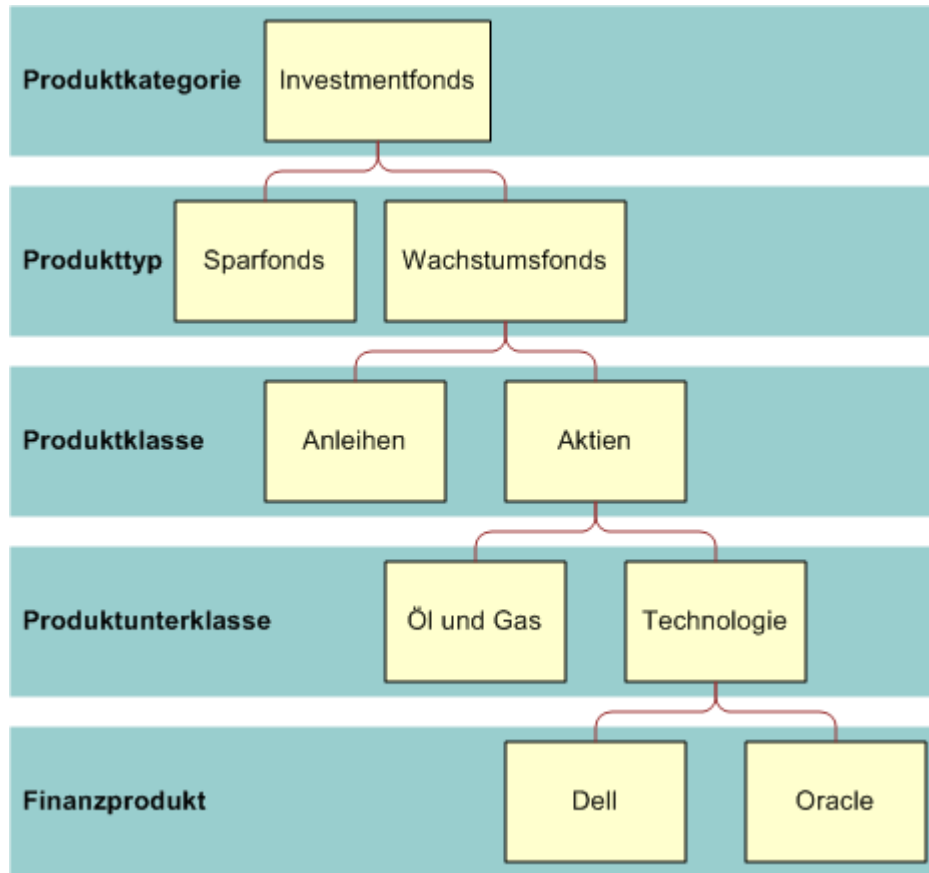 Produktkategorie
Investmentfonds
Produkttyp
Sparfonds
Wachstumsfonds
Produktklasse
Anleihen
Aktien
Produktunterklasse
Öl und Gas
Technologie
Finanzprodukt
Dell
Oracle